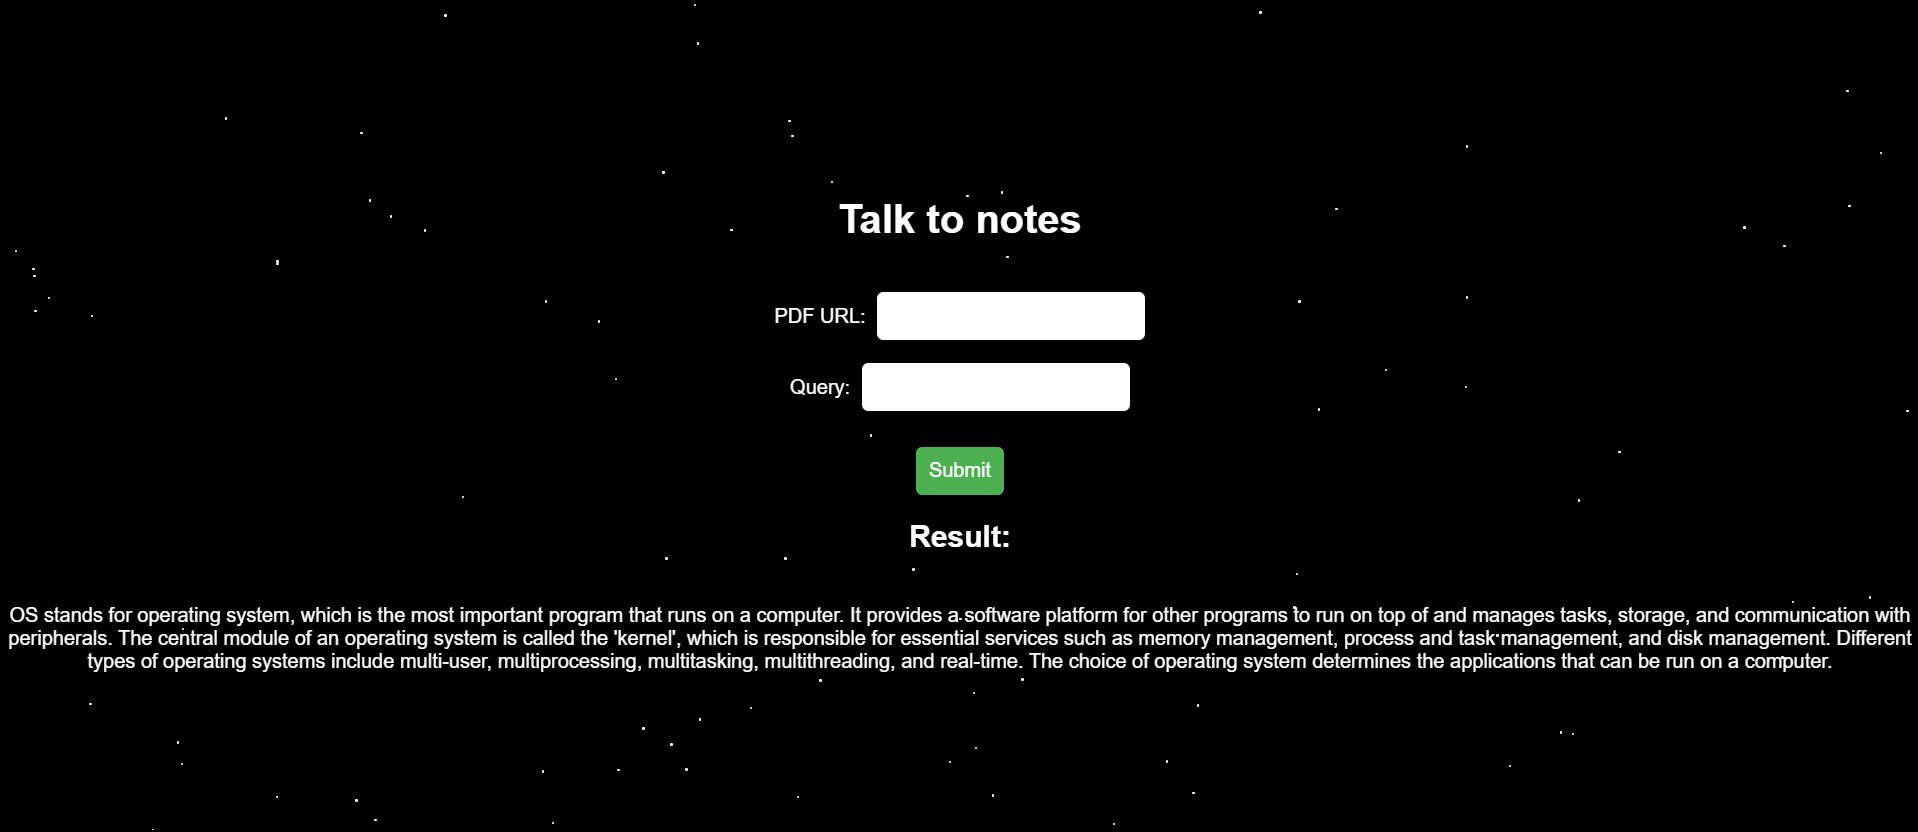 Talk to notes
PDF URL:
Query:
Submit
Result:
OS stands for operating system, which is the most important program that runs on a computer. It provides a software platform for other programs to run on top of and manages tasks, storage, and communication with
peripherals. The central module of an operating system is called the 'kernel', which is responsible for essential services such as memory management, process and task management, and disk management. Different
types of operating systems include multi-user, multiprocessing, multitasking, multithreading, and real-time. The choice of operating system determines the applications that can be run on a computer.